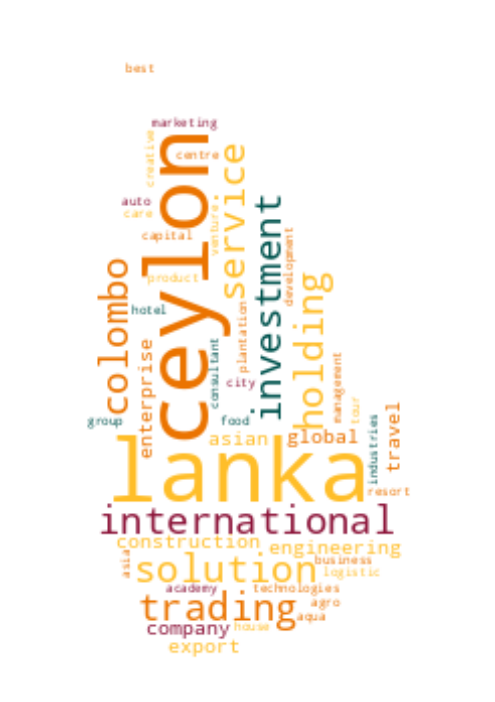 best
marketing
creative
centre
ceylon
service
auto
care
venture
investment
capital
development
product
colombo
holding
hotel
plantation
enterprise
consultant
city
management
tour
group
food
travel
industries
asian
global
lanka
resort
international
construction
engineering
asia
solution
business
logistic
academy
technologies
trading
agro
aqua
company
house
export